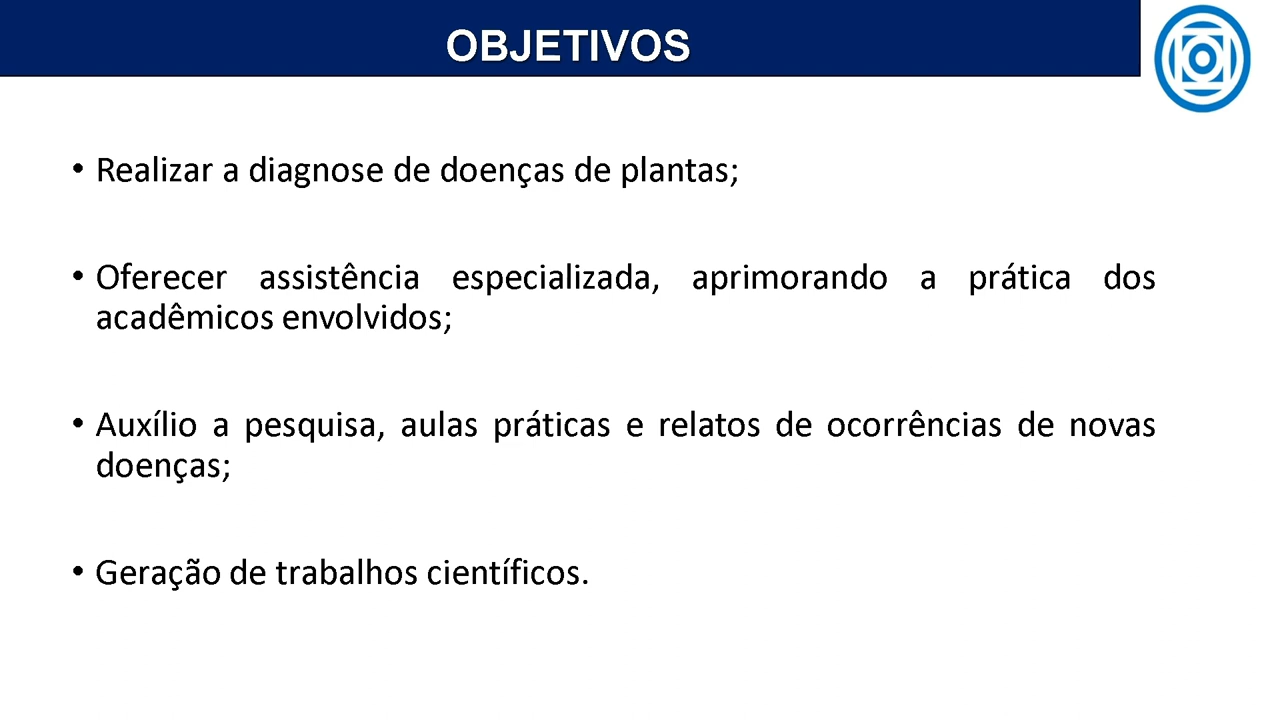 OBJETIVOS
• Realizar a diagnose de doenças de plantas;
• Oferecer assistência especializada, aprimorando a prática dos
acadêmicos envolvidos;
• Auxílio a pesquisa, aulas práticas e relatos de ocorrências de novas
doenças;
• Geração de trabalhos científicos.